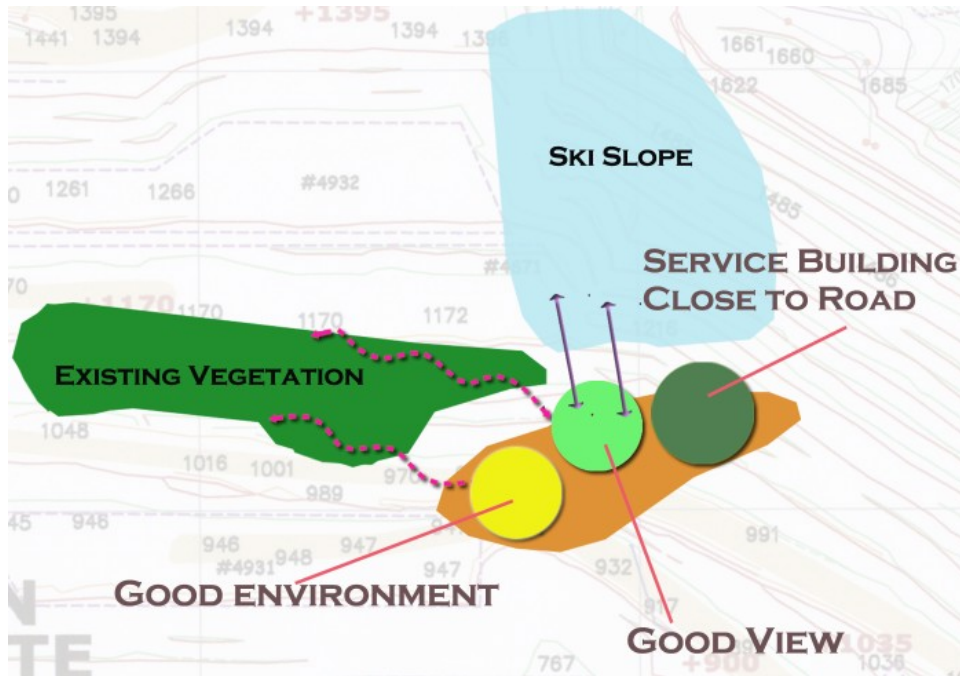 1395
+1395
1441 1394 1394 1394
1661
1660
1622 1685
SKI SLOPE
1261 1266 #4932
SERVICE BUILDING
CLOSE TO ROAD
+1170 1170 1170 1172
EXISTING VEGETATION
1048
1016 1001
989
946
946 948 947
#4931
947 932
991
917
GOOD ENVIRONMENT
GOOD VIEW
+1035
+900
767 1036